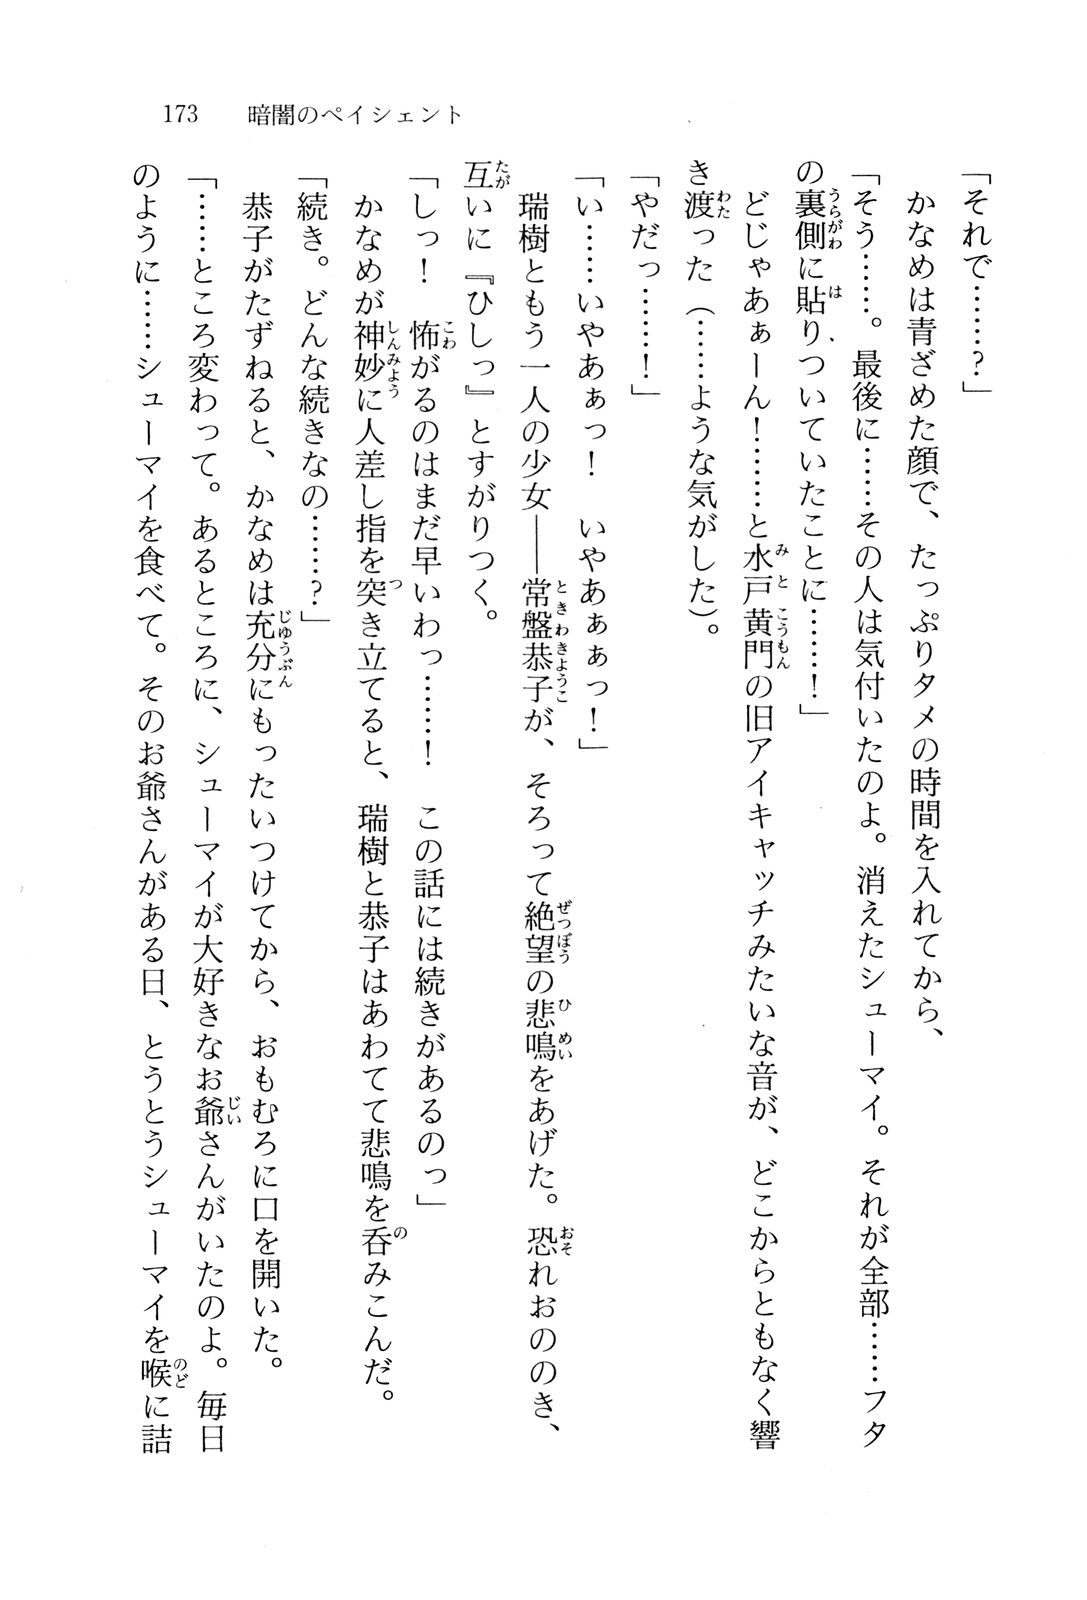 173　暗闇のペイシェント
「それで……？」
　かなめは青ざめた顔で、たっぷりタメの時間を入れてから、
「そう……。最後に……その人は気付いたのよ。消えたシューマイ。それが全部……フタ
の裏側に貼りついていたことに……！」
　どじゃあぁーん！……と水戸黄門の旧アイキャッチみたいな音が、どこからともなく響
き渡った（……ような気がした）。
「やだっ……！」
「い……いやあぁっ！　いやあぁぁっ！」
　瑞樹ともう一人の少女――常盤恭子が、そろって絶望の悲鳴をあげた。恐れおののき、
互いに『ひしっ』とすがりつく。
「しっ！　怖がるのはまだ早いわっ……！　この話には続きがあるのっ」
　かなめが神妙に人差し指を突き立てると、瑞樹と恭子はあわてて悲鳴を呑みこんだ。
「続き。どんな続きなの……？」
　恭子がたずねると、かなめは充分にもったいつけてから、おもむろに口を開いた。
「……ところ変わって。あるところに、シューマイが大好きなお爺さんがいたのよ。毎日
のように……シューマイを食べて。そのお爺さんがある日、とうとうシューマイを喉に詰